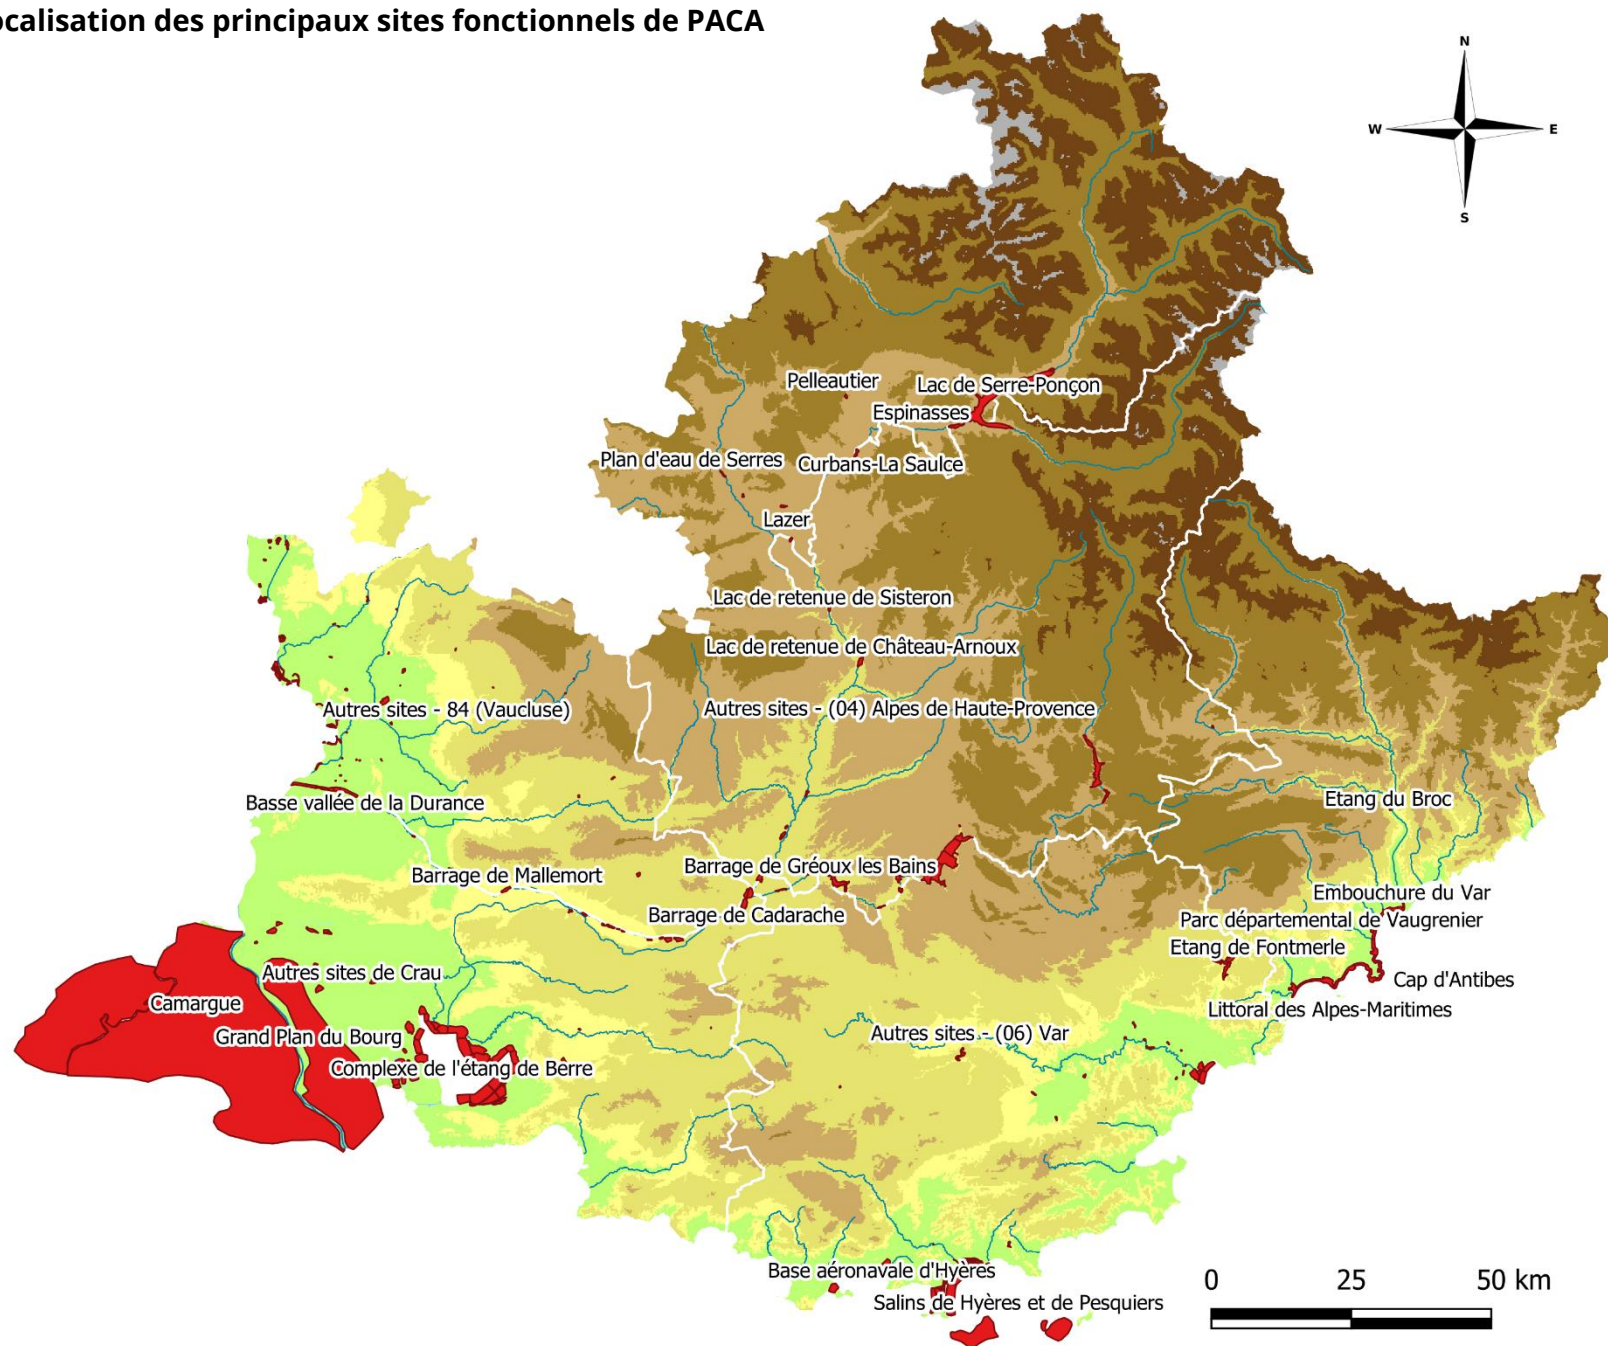 ocalisation des principaux sites fonctionnels de PACA
N
W
E
S
Pelleautier
Lac de Serre-Ponçon
Espinasses
Plan d'eau de Serres
Curbans-La Saulce
Lazer
Lac de retenue de Sisteron
Lac de retenue de Château-Arnoux
Autres sites - 84 (Vaucluse)
Autres sites - (04) Alpes de Haute-Provence
Basse vallée de la Durance
Etang du Broc
Barrage de Mallemort
Barrage de Gréoux les Bains
Embouchure du Var
Barrage de Cadarache
Parc départemental de Vaugrenier
Etang de Fontmerle
Autres sites de Crau
Cap d'Antibes
Camargue
Littoral des Alpes-Maritimes
Grand Plan du Bourg
Autres sites - (06) Var
Complexe de l'étang de Berre
Base aéronavale d'Hyères
Salins de Hyères et de Pesquiers
0 25 50 km